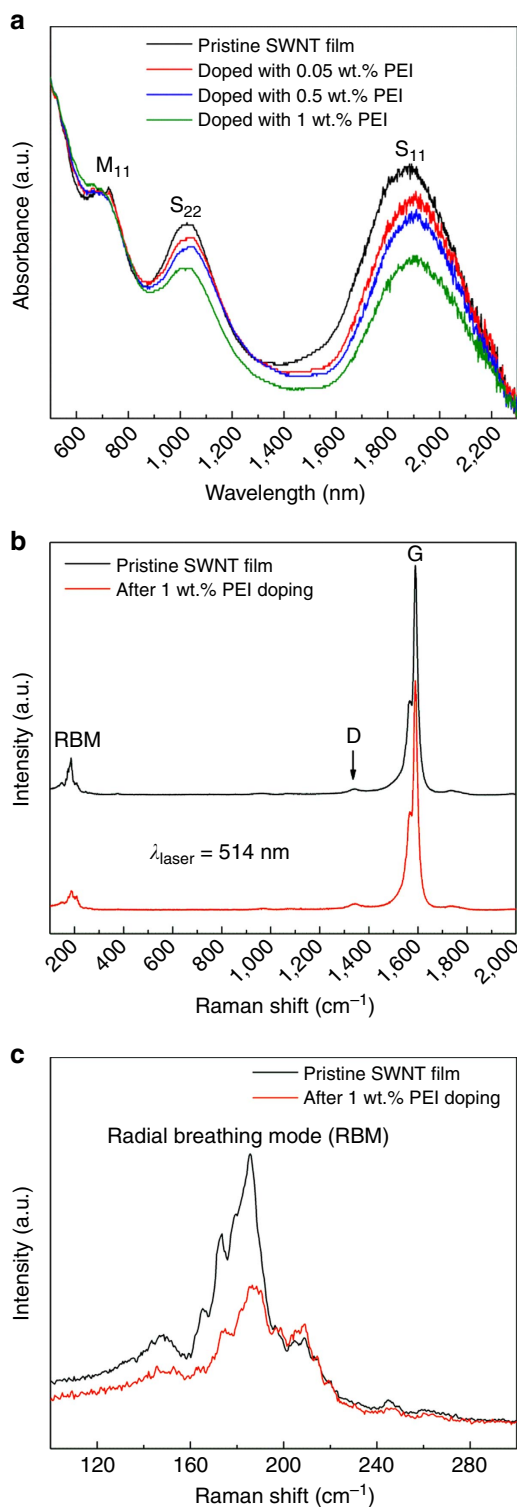 a
Pristine SWNT film
Doped with 0.05 wt.% PEI
Doped with 0.5 wt.% PEI
Doped with 1 wt.% PEI
M11
S22
S11
Absorbance (a.u.)
600 800 1,000 1,200 1,400 1,600 1,800 2,000 2,200
Wavelength (nm)
b
Pristine SWNT film
After 1 wt.% PEI doping
G
RBM
D
λlaser = 514 nm
Intensity (a.u.)
200 400 600 800 1,000 1,200 1,400 1,600 1,800 2,000
Raman shift (cm−1)
c
Pristine SWNT film
After 1 wt.% PEI doping
Radial breathing mode (RBM)
Intensity (a.u.)
120 160 200 240 280
Raman shift (cm−1)